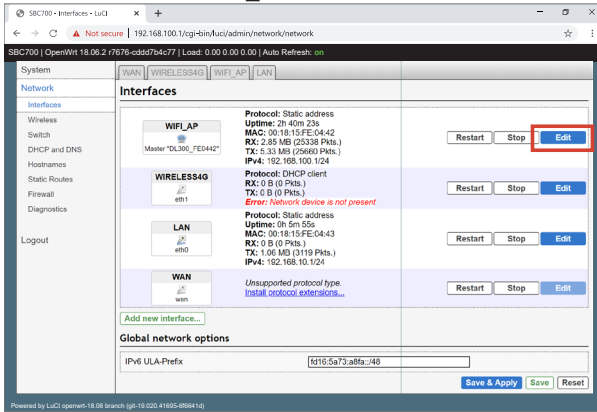 SBC700 - Interfaces - LuCI
Not secure | 192.168.100.1/cgi-bin/luci/admin/network/network
SBC700 | OpenWrt 18.06.2 r7676-cddd7b4c77 | Load: 0.00 0.00 0.00 | Auto Refresh: on
System
Network
Interfaces
Wireless
Switch
DHCP and DNS
Hostnames
Static Routes
Firewall
Diagnostics
Logout
WAN WIRELESS4G WIFI_AP LAN
Interfaces
WIFI_AP
Master "DL300_FE0442"
Protocol: Static address
Uptime: 2h 40m 23s
MAC: 00:18:15:FE:04:42
RX: 2.85 MB (25338 Pkts.)
TX: 5.33 MB (25660 Pkts.)
IPv4: 192.168.100.1/24
Restart Stop Edit
WIRELESS4G
eth1
Protocol: DHCP client
RX: 0 B (0 Pkts.)
TX: 0 B (0 Pkts.)
Error: Network device is not present
Restart Stop Edit
LAN
eth0
Protocol: Static address
Uptime: 0h 5m 55s
MAC: 00:18:15:FE:04:43
RX: 0 B (0 Pkts.)
TX: 1.06 MB (3119 Pkts.)
IPv4: 192.168.10.1/24
Restart Stop Edit
WAN
wan
Unsupported protocol type.
Install protocol extensions...
Restart Stop Edit
Add new interface...
Global network options
IPv6 ULA-Prefix
fd16:5a73:a8fa::/48
Save & Apply Save Reset
Powered by LuCI openwrt-18.06 branch (git-19.020.41695-6f6641d)